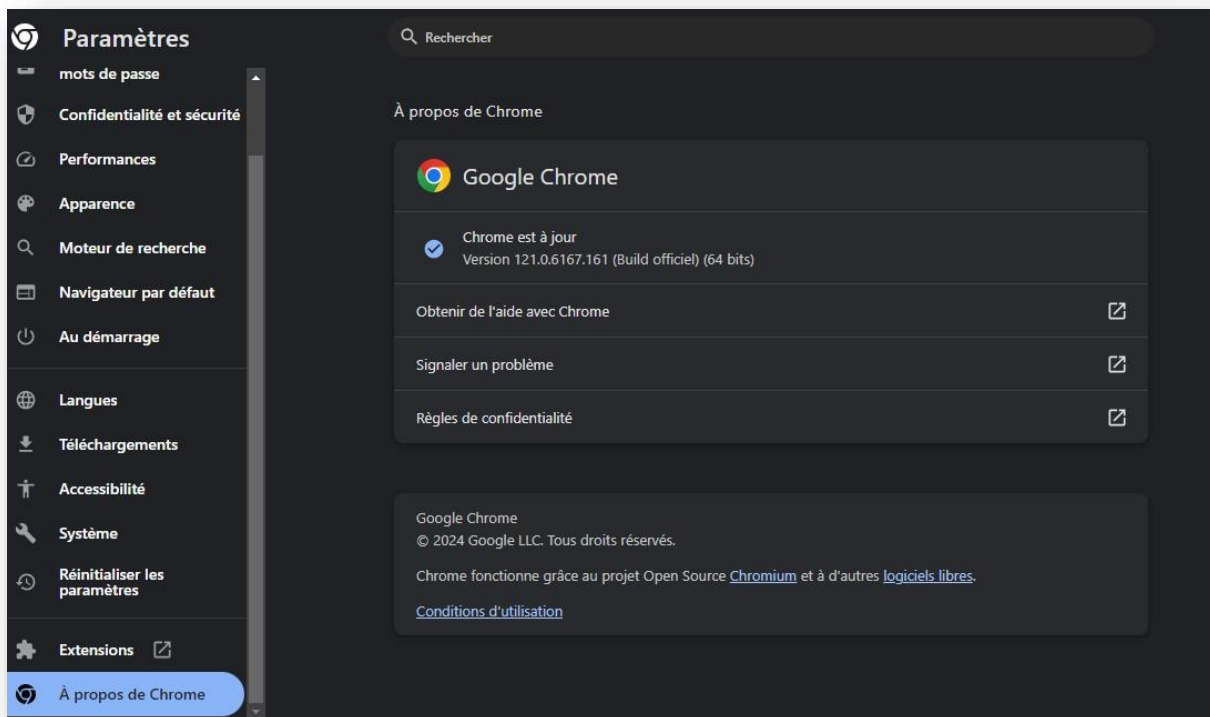 Paramètres
Rechercher
mots de passe
Confidentialité et sécurité
Performances
Apparence
Moteur de recherche
Navigateur par défaut
Au démarrage
Langues
Téléchargements
Accessibilité
Système
Réinitialiser les
paramètres
Extensions
À propos de Chrome
À propos de Chrome
Google Chrome
Chrome est à jour
Version 121.0.6167.161 (Build officiel) (64 bits)
Obtenir de l'aide avec Chrome
Signaler un problème
Règles de confidentialité
Google Chrome
© 2024 Google LLC. Tous droits réservés.
Chrome fonctionne grâce au projet Open Source Chromium et à d'autres logiciels libres.
Conditions d'utilisation